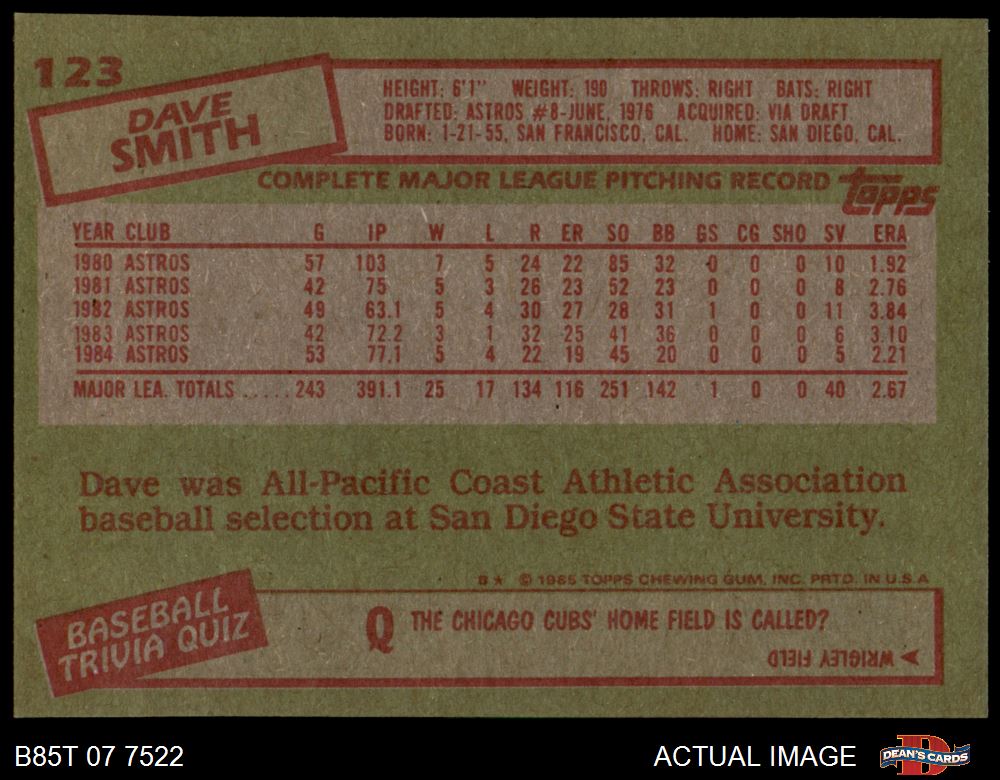 123
DAVE
SMITH
HEIGHT: 6'1" WEIGHT: 190 THROWS: RIGHT BATS: RIGHT
DRAFTED: ASTROS #8-JUNE, 1976 ACQUIRED: VIA DRAFT
BORN: 1-21-55, SAN FRANCISCO, CAL. HOME: SAN DIEGO, CAL.
COMPLETE MAJOR LEAGUE PITCHING RECORD topps
YEAR CLUB G IP W L R ER SO BB GS CG SHO SV ERA
1980 ASTROS 57 103 7 5 24 22 85 32 0 0 0 10 1.92
1981 ASTROS 42 75 5 3 26 23 52 23 0 0 0 8 2.76
1982 ASTROS 49 63.1 5 4 30 27 28 31 1 0 0 11 3.84
1983 ASTROS 42 72.2 3 1 32 25 41 36 0 0 0 6 3.10
1984 ASTROS 53 77.1 5 4 22 19 45 20 0 0 0 5 2.21
MAJOR LEA. TOTALS ..... 243 391.1 25 17 134 116 251 142 1 0 0 40 2.67
Dave was All-Pacific Coast Athletic Association
baseball selection at San Diego State University.
B★ © 1985 TOPPS CHEWING GUM, INC. PRTD. IN U.S.A
BASEBALL
TRIVIA QUIZ
Q THE CHICAGO CUBS' HOME FIELD IS CALLED?
WRIGLEY FIELD
B85T 07 7522
ACTUAL IMAGE
D DEAN'S CARDS